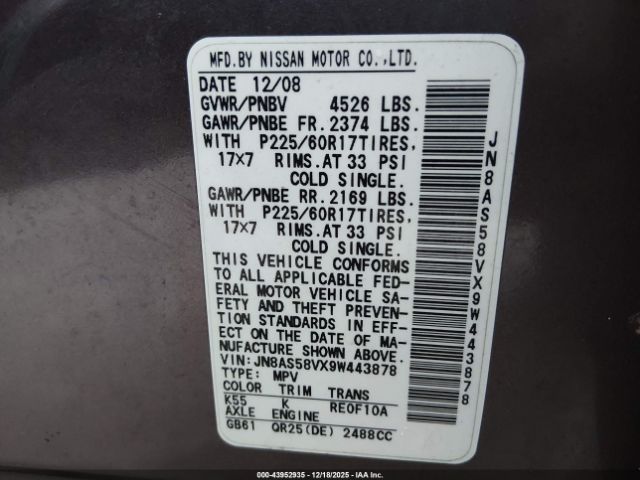 MFD.BY NISSAN MOTOR CO.,LTD.
DATE 12/08
GVWR/PNBV 4526 LBS.
GAWR/PNBE FR. 2374 LBS.
WITH P225/60R17TIRES,
17×7 RIMS.AT 33 PSI
COLD SINGLE.
GAWR/PNBE RR. 2169 LBS.
WITH P225/60R17TIRES,
17×7 RIMS.AT 33 PSI
COLD SINGLE.
THIS VEHICLE CONFORMS
TO ALL APPLICABLE FED-
ERAL MOTOR VEHICLE SA-
FETY AND THEFT PREVEN-
TION STANDARDS IN EFF-
ECT ON THE DATE OF MA-
NUFACTURE SHOWN ABOVE.
VIN: JN8AS58VX9W443878
TYPE: MPV
COLOR TRIM TRANS
K55 K RE0F10A
AXLE ENGINE
GB61 QR25(DE) 2488CC
JN8AS58VX9W443878
000-43952935 - 12/18/2025 - IAAI.COM